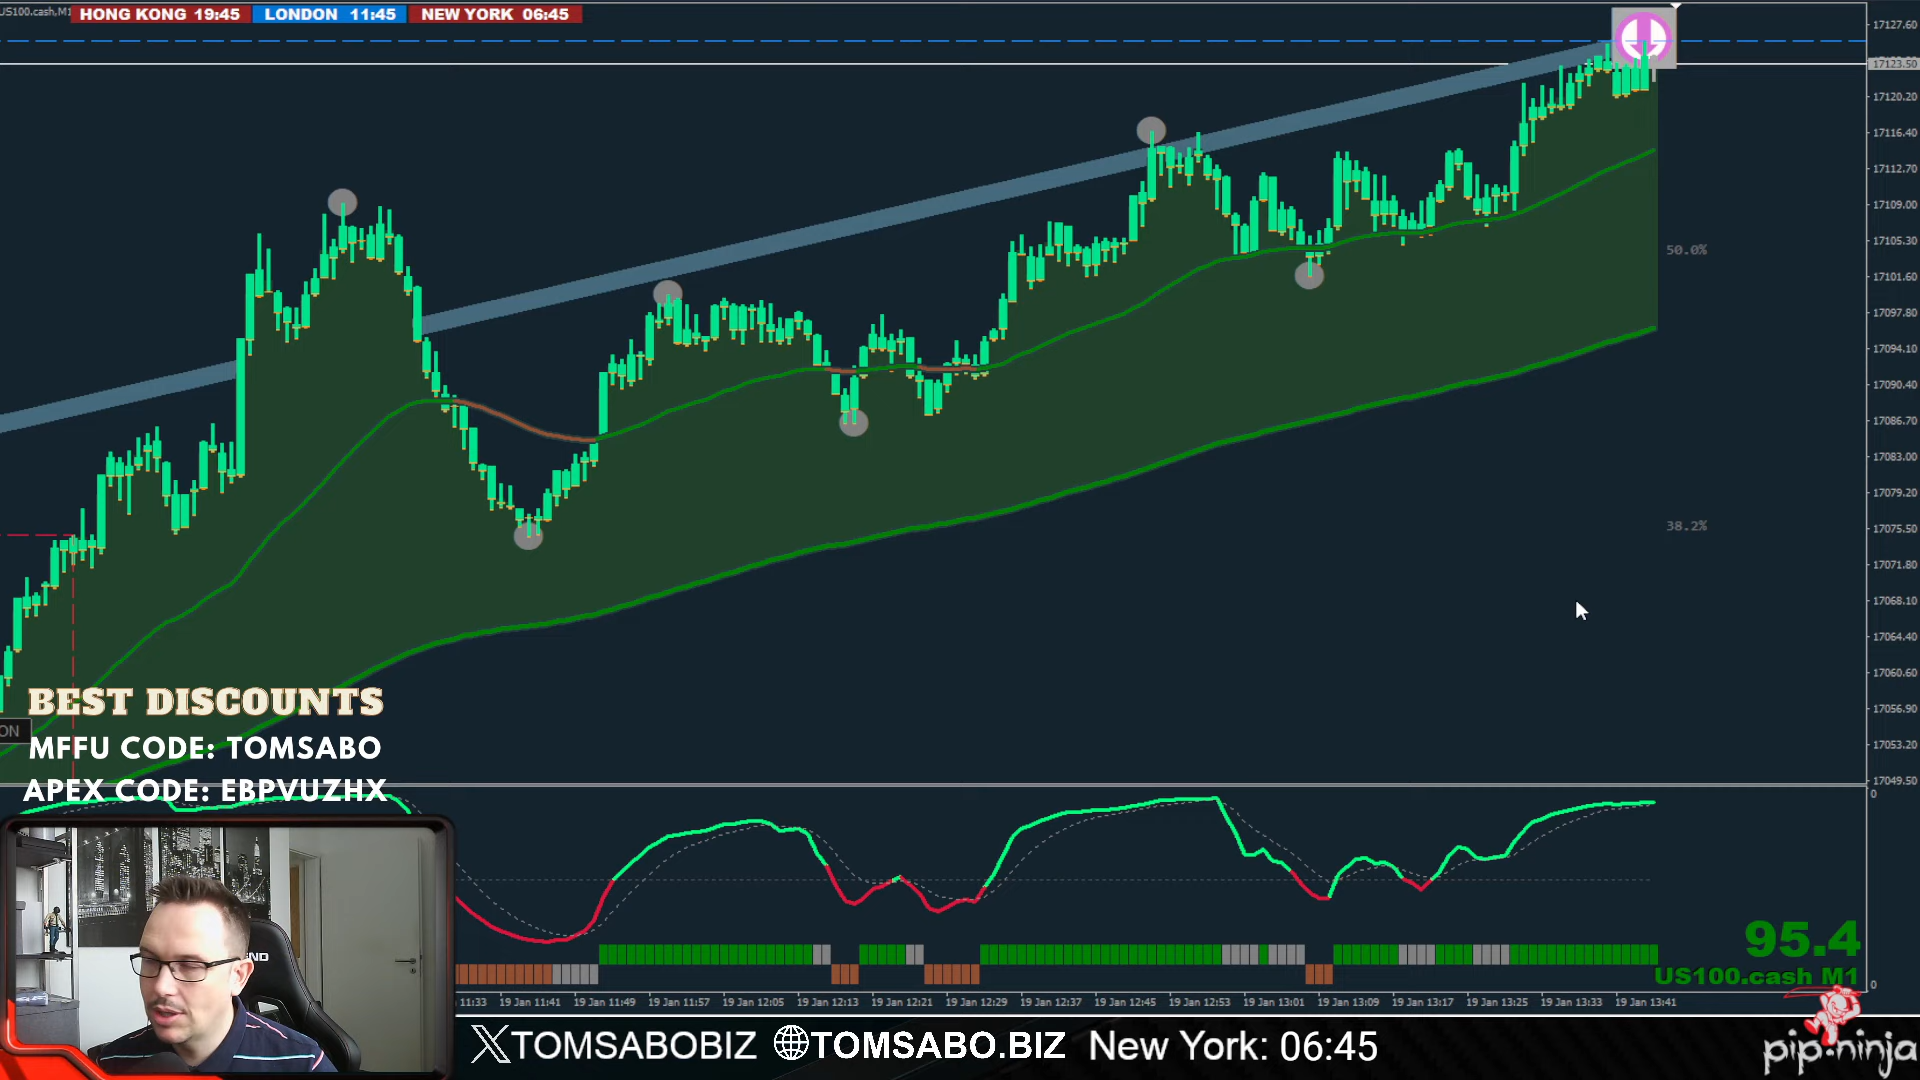 US100.cash,M1
HONG KONG 19:45
LONDON 11:45
NEW YORK 06:45
17127.60
17123.50
17120.20
17116.40
17112.70
17109.00
17105.30
17101.60
17097.80
17094.10
17090.40
17086.70
17083.00
17079.20
17075.50
17071.80
17068.10
17064.40
17060.60
17056.90
17053.20
17049.50
50.0%
38.2%
ON
BEST DISCOUNTS
MFFU CODE: TOMSABO
APEX CODE: EBPVUZHX
0
0
95.4
US100.cash M1
11:33
19 Jan 11:41
19 Jan 11:49
19 Jan 11:57
19 Jan 12:05
19 Jan 12:13
19 Jan 12:21
19 Jan 12:29
19 Jan 12:37
19 Jan 12:45
19 Jan 12:53
19 Jan 13:01
19 Jan 13:09
19 Jan 13:17
19 Jan 13:25
19 Jan 13:33
19 Jan 13:41
XTOMSABOBIZ
TOMSABO.BIZ
New York: 06:45
pip.ninja